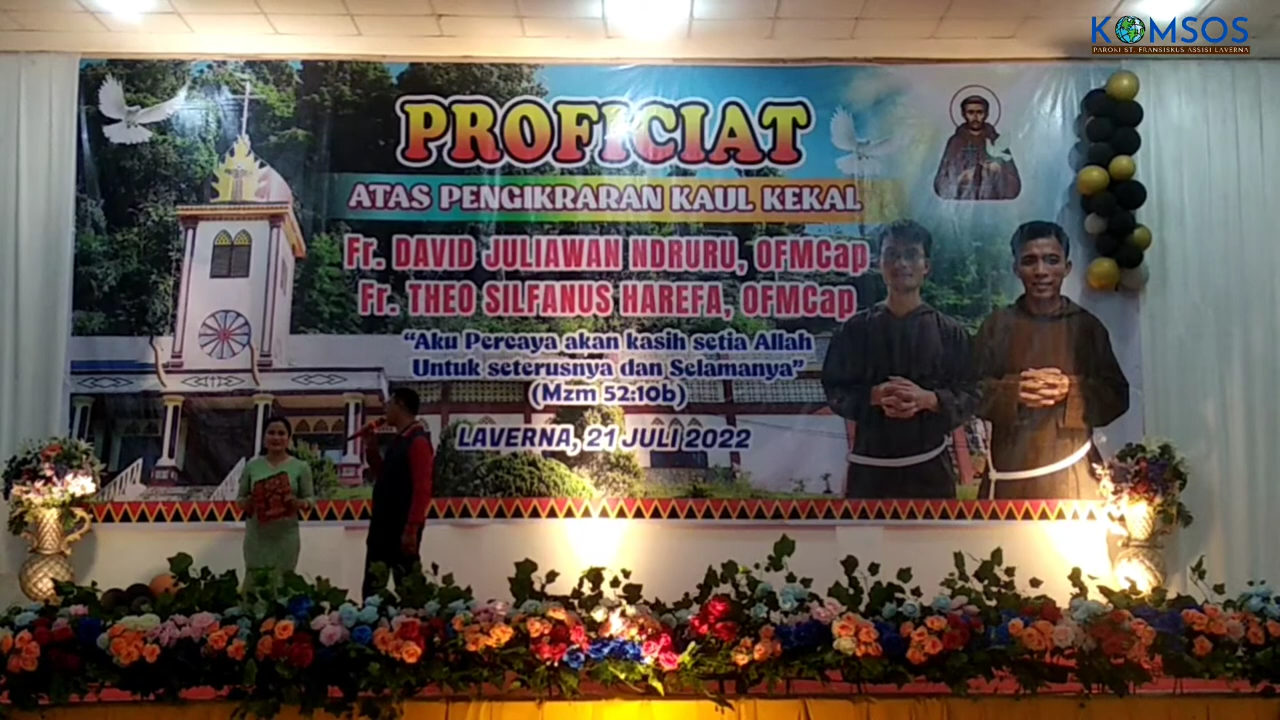 KOMSOS
PAROKI ST. FRANSISKUS ASSISI LAVERNA
PROFICIAT
ATAS PENGIKRARAN KAUL KEKAL
Fr. DAVID JULIAWAN NDRURU, OFMCap
Fr. THEO SILFANUS HAREFA, OFMCap
"Aku Percaya akan kasih setia Allah
Untuk seterusnya dan Selamanya"
(Mzm 52:10b)
LAVERNA, 21 JULI 2022